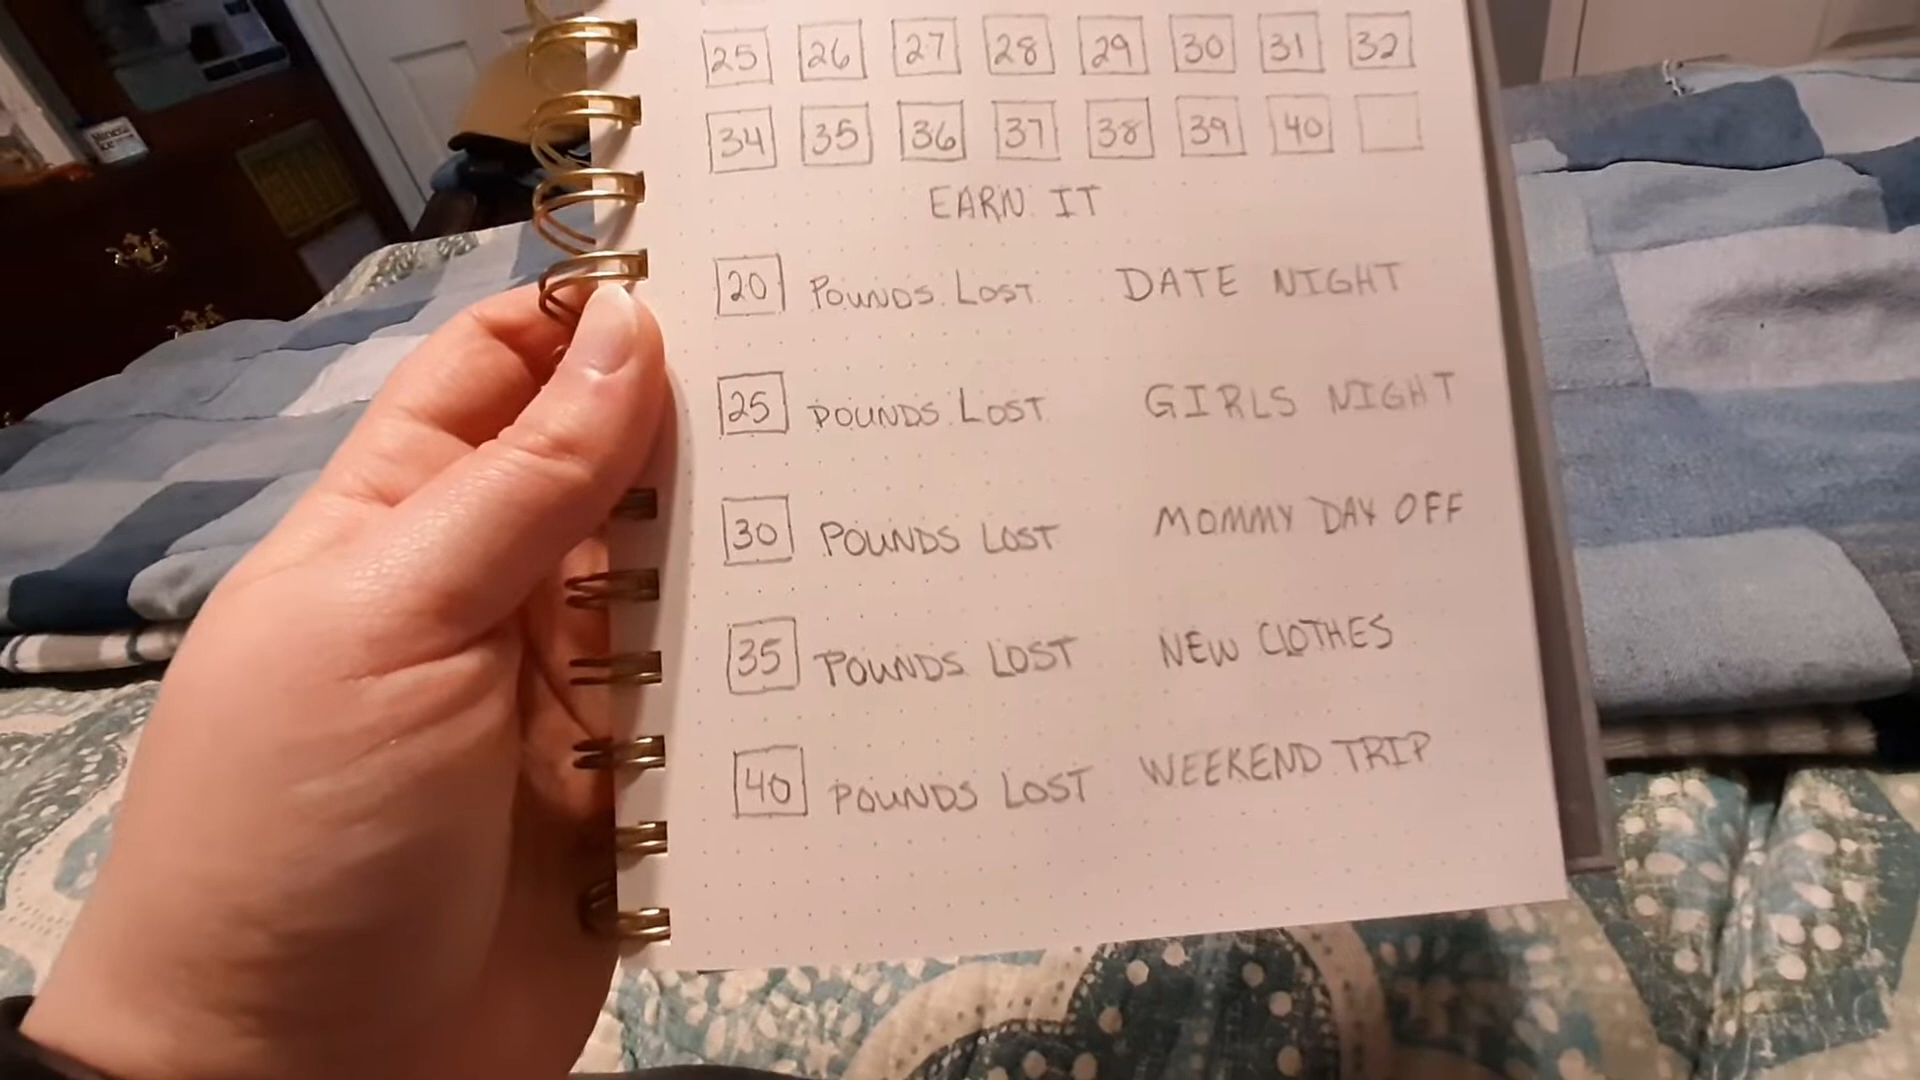 25 26 27 28 29 30 31 32
34 35 36 37 38 39 40
EARN IT
20 POUNDS LOST DATE NIGHT
25 POUNDS LOST GIRLS NIGHT
30 POUNDS LOST MOMMY DAY OFF
35 POUNDS LOST NEW CLOTHES
40 POUNDS LOST WEEKEND TRIP